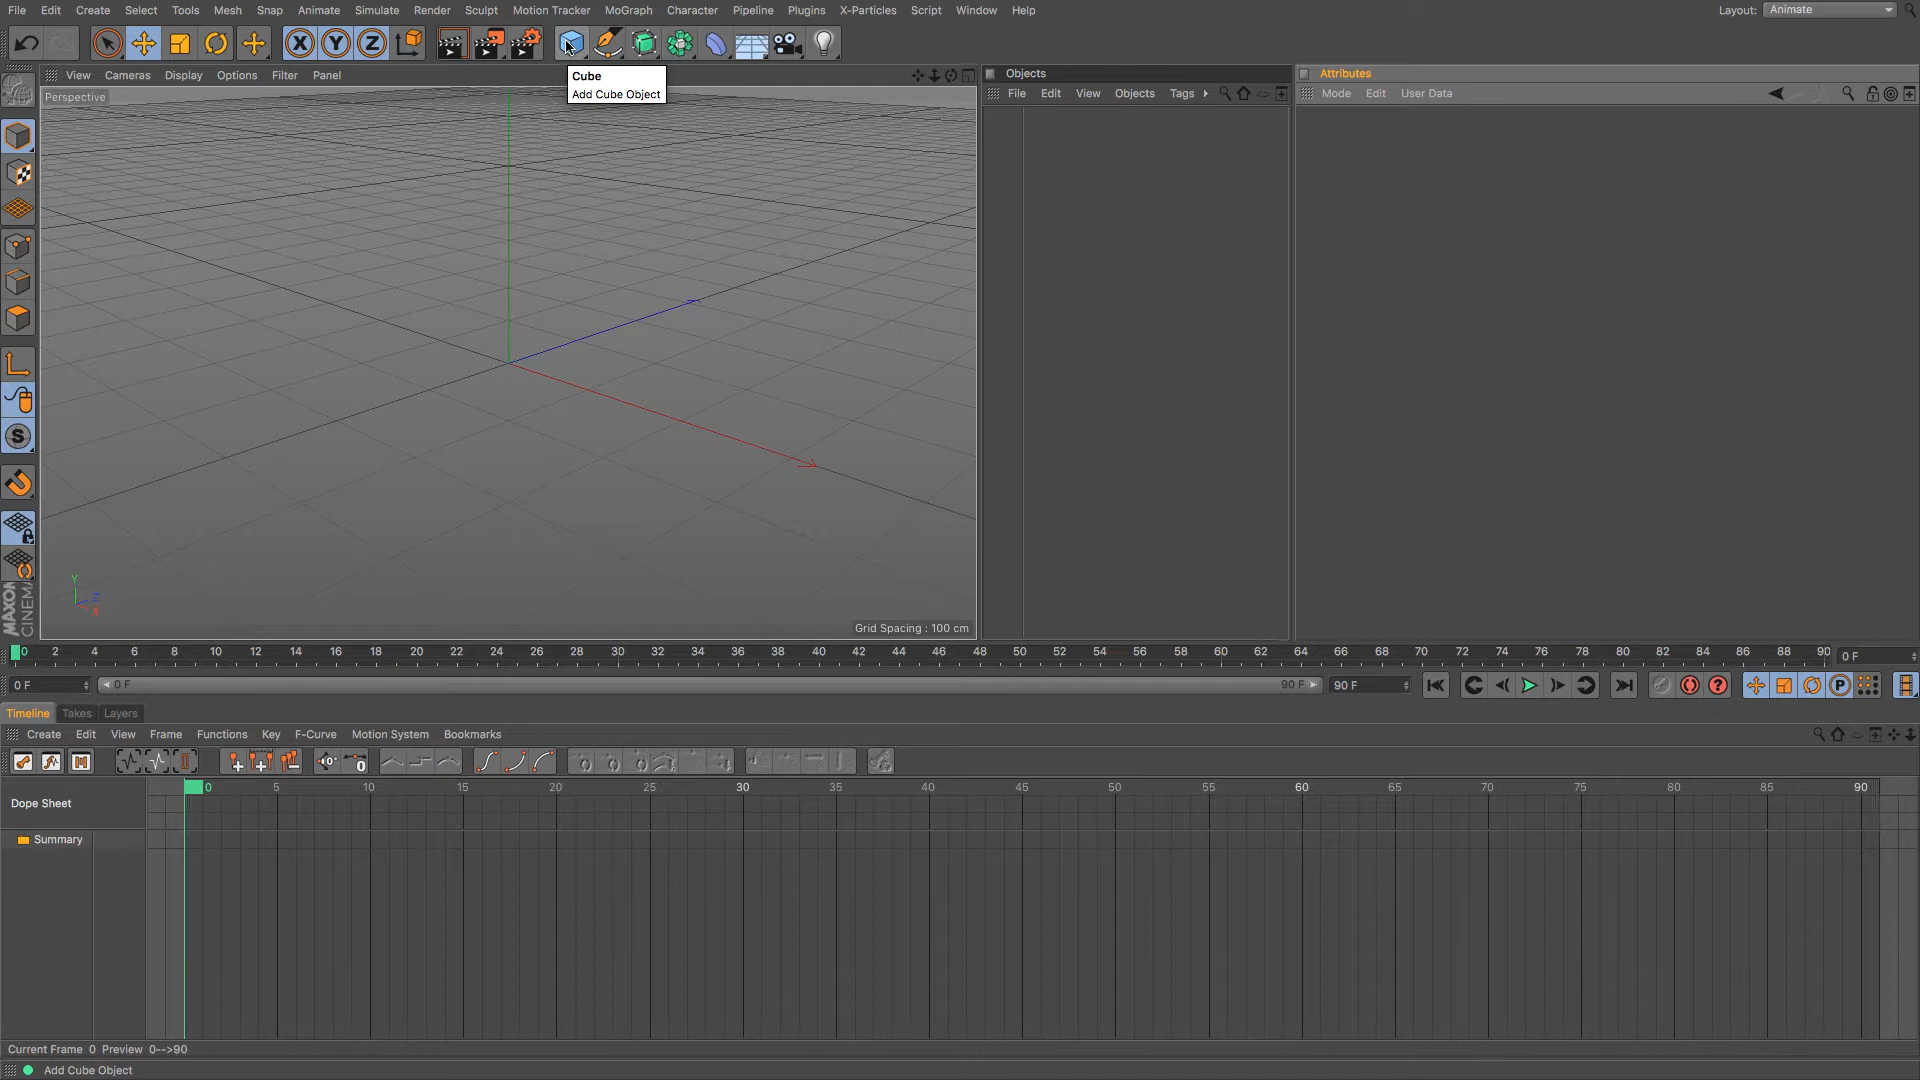 File Edit Create Select Tools Mesh Snap Animate Simulate Render Sculpt Motion Tracker MoGraph Character Pipeline Plugins X-Particles Script Window Help Layout: Animate
X Y Z
View Cameras Display Options Filter Panel
Objects
Attributes
Cube
Add Cube Object
File Edit View Objects Tags
Mode Edit User Data
Perspective
S
Y
Z
X
Grid Spacing : 100 cm
MAXON
CINEMA
0 2 4 6 8 10 12 14 16 18 20 22 24 26 28 30 32 34 36 38 40 42 44 46 48 50 52 54 56 58 60 62 64 66 68 70 72 74 76 78 80 82 84 86 88 90 0 F
0 F 0 F 90 F 90 F ? P
Timeline Takes Layers
Create Edit View Frame Functions Key F-Curve Motion System Bookmarks
0 0
0 5 10 15 20 25 30 35 40 45 50 55 60 65 70 75 80 85 90
Dope Sheet
Summary
Current Frame 0 Preview 0-->90
Add Cube Object